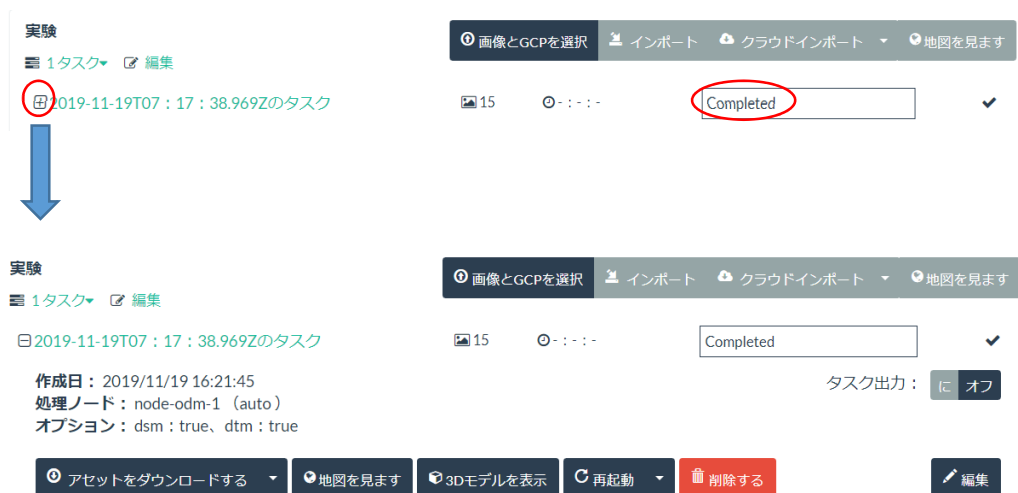 実験
画像とGCPを選択 インポート クラウドインポート 地図を見ます
1タスク 編集
2019-11-19T07：17：38.969Zのタスク 15 - : - : - Completed
実験
画像とGCPを選択 インポート クラウドインポート 地図を見ます
1タスク 編集
2019-11-19T07：17：38.969Zのタスク 15 - : - : - Completed
作成日： 2019/11/19 16:21:45 タスク出力： に オフ
処理ノード： node-odm-1 （auto）
オプション： dsm：true、dtm：true
アセットをダウンロードする 地図を見ます 3Dモデルを表示 再起動 削除する 編集